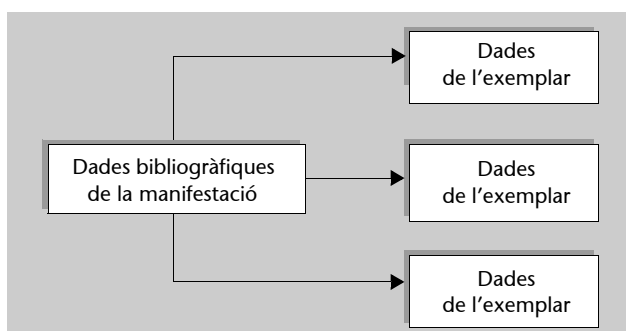 Dades
de l'exemplar
Dades bibliogràfiques
de la manifestació
Dades
de l'exemplar
Dades
de l'exemplar